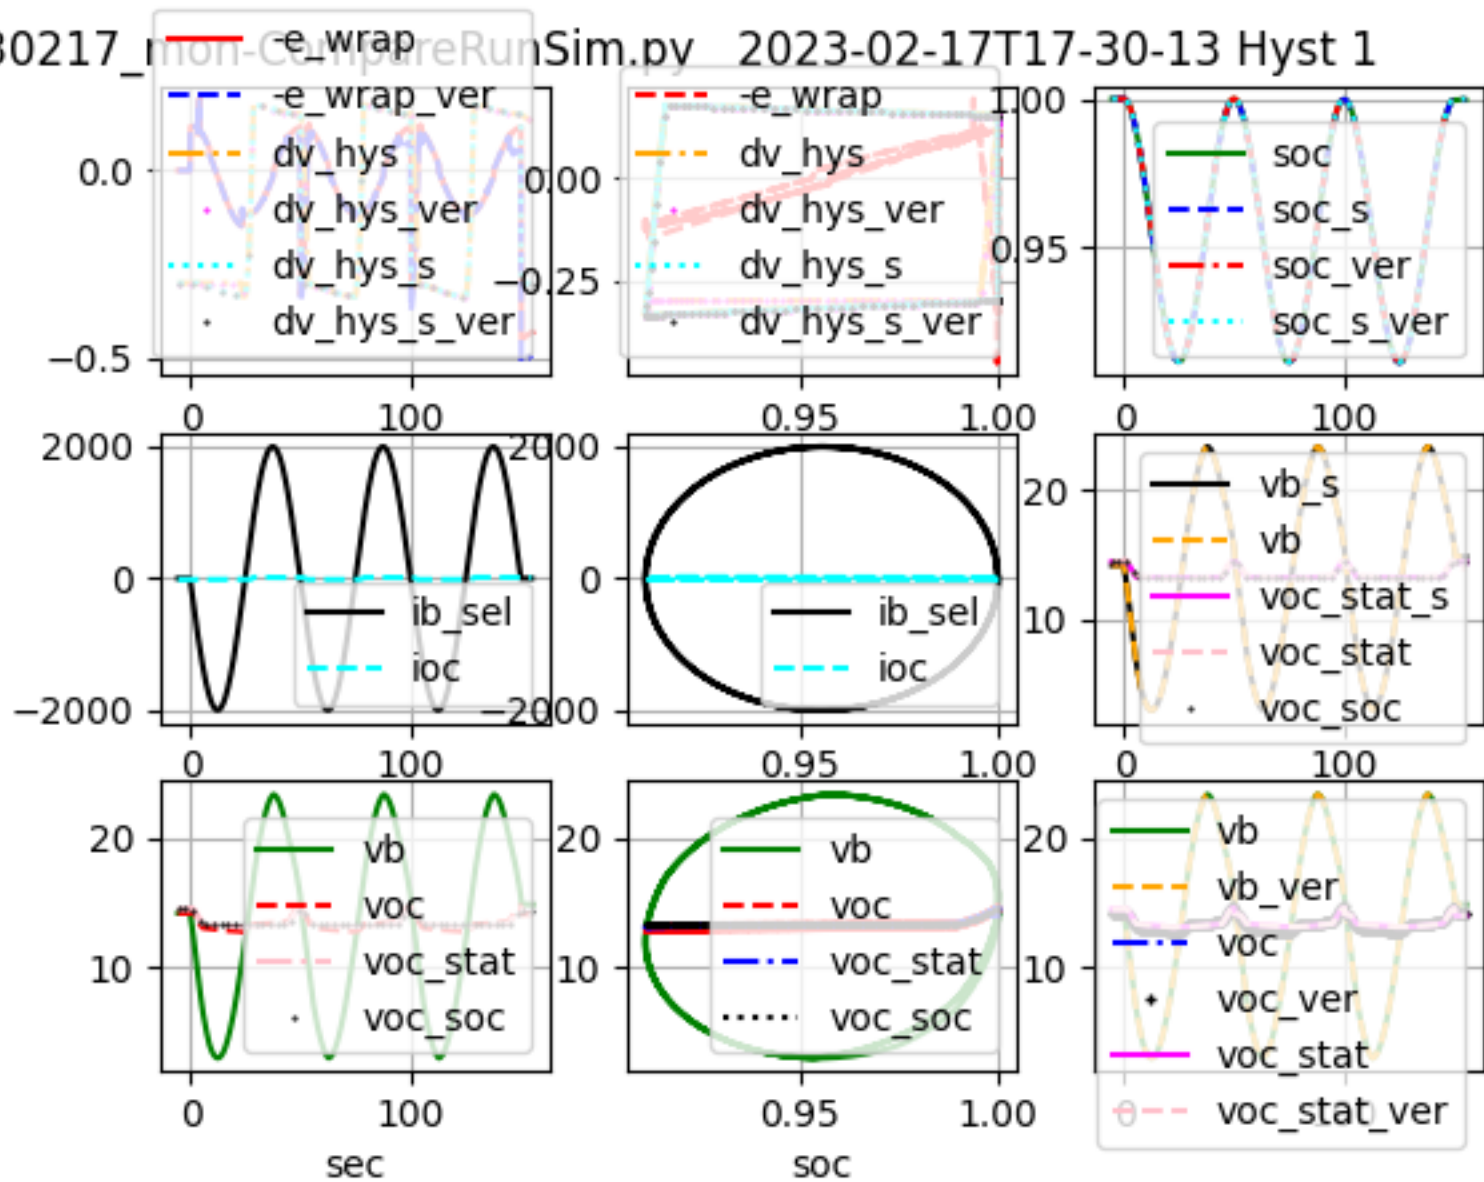 30217_mon-CompareRunSim.py 2023-02-17T17-30-13 Hyst 1
-e_wrap
-e_wrap_ver
dv_hys
dv_hys_ver
dv_hys_s
dv_hys_s_ver
0.0
−0.5
0 100
-e_wrap
dv_hys
dv_hys_ver
dv_hys_s
dv_hys_s_ver
0.00
−0.25
0.95 1.00
soc
soc_s
soc_ver
soc_s_ver
1.00
0.95
0 100
2000
0
−2000
ib_sel
ioc
0 100
2000
0
−2000
ib_sel
ioc
0.95 1.00
20
10
vb_s
vb
voc_stat_s
voc_stat
voc_soc
0 100
20
10
vb
voc
voc_stat
voc_soc
0 100
sec
20
10
vb
voc
voc_stat
voc_soc
0.95 1.00
soc
20
10
vb
vb_ver
voc
voc_ver
voc_stat
voc_stat_ver
0